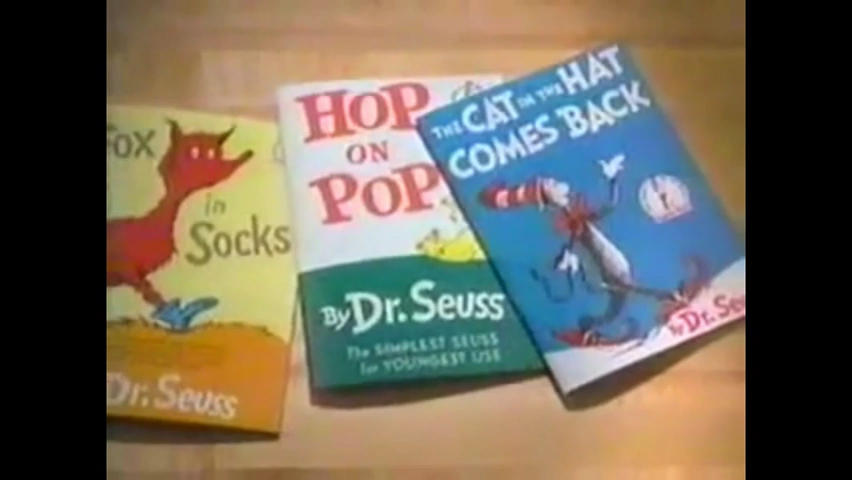 Fox
in
Socks
Dr. Seuss
HOP
ON
POP
By Dr. Seuss
The SIMPLEST SEUSS
for YOUNGEST USE
THE CAT IN THE HAT
COMES BACK
by Dr. Seu